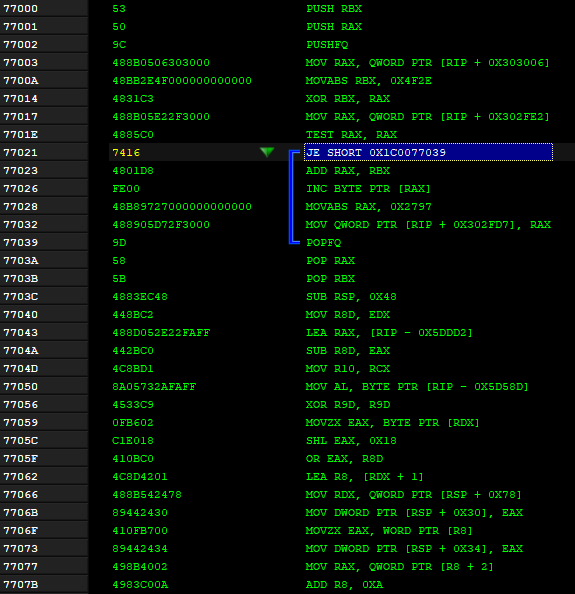 77000 53 PUSH RBX
77001 50 PUSH RAX
77002 9C PUSHFQ
77003 488B0506303000 MOV RAX, QWORD PTR [RIP + 0X303006]
7700A 48BB2E4F000000000000 MOVABS RBX, 0X4F2E
77014 4831C3 XOR RBX, RAX
77017 488B05E22F3000 MOV RAX, QWORD PTR [RIP + 0X302FE2]
7701E 4885C0 TEST RAX, RAX
77021 7416 JE SHORT 0X1C0077039
77023 4801D8 ADD RAX, RBX
77026 FE00 INC BYTE PTR [RAX]
77028 48B89727000000000000 MOVABS RAX, 0X2797
77032 488905D72F3000 MOV QWORD PTR [RIP + 0X302FD7], RAX
77039 9D POPFQ
7703A 58 POP RAX
7703B 5B POP RBX
7703C 4883EC48 SUB RSP, 0X48
77040 448BC2 MOV R8D, EDX
77043 488D052E22FAFF LEA RAX, [RIP - 0X5DDD2]
7704A 442BC0 SUB R8D, EAX
7704D 4C8BD1 MOV R10, RCX
77050 8A05732AFAFF MOV AL, BYTE PTR [RIP - 0X5D58D]
77056 4533C9 XOR R9D, R9D
77059 0FB602 MOVZX EAX, BYTE PTR [RDX]
7705C C1E018 SHL EAX, 0X18
7705F 410BC0 OR EAX, R8D
77062 4C8D4201 LEA R8, [RDX + 1]
77066 488B542478 MOV RDX, QWORD PTR [RSP + 0X78]
7706B 89442430 MOV DWORD PTR [RSP + 0X30], EAX
7706F 410FB700 MOVZX EAX, WORD PTR [R8]
77073 89442434 MOV DWORD PTR [RSP + 0X34], EAX
77077 498B4002 MOV RAX, QWORD PTR [R8 + 2]
7707B 4983C00A ADD R8, 0XA